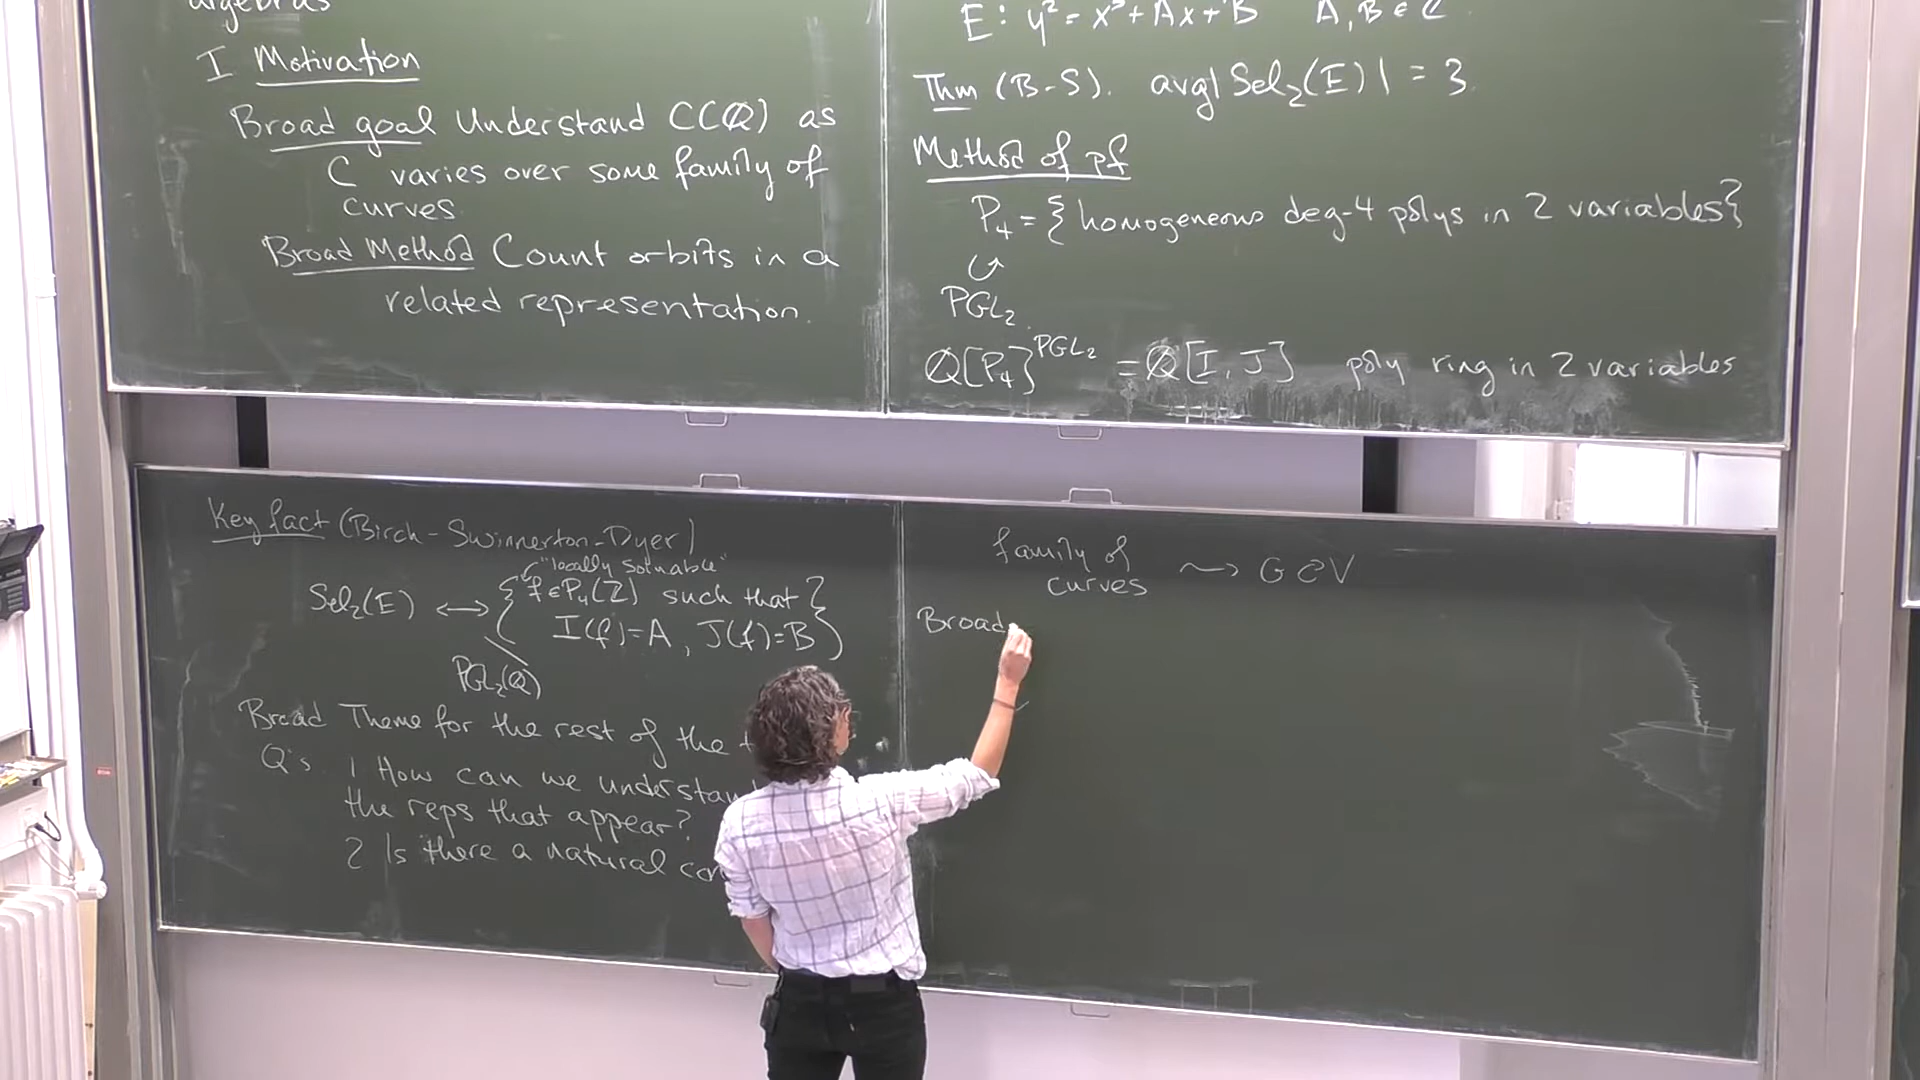 algebras
I Motivation
Broad goal Understand C(Q) as
C varies over some family of
curves
Broad Method Count orbits in a
related representation.
E: y² = x³ + Ax + B A, B ∈ Z
Thm (B-S). avg|Sel₂(E)| = 3
Method of pf
P₄ = {homogeneous deg-4 polys in 2 variables}
↺
PGL₂
Q[P₄]^PGL₂ = Q[I, J] poly ring in 2 variables
Key fact (Birch-Swinnerton-Dyer)
"locally soluable"
Sel₂(E) ⟷ { f ∈ P₄(Z) such that }
I(f)=A, J(f)=B
PGL₂(Q)
Broad Theme for the rest of the
Q's 1 How can we understan
the reps that appear?
2 Is there a natural
family of
curves ⇝ G ↻ V
Broad